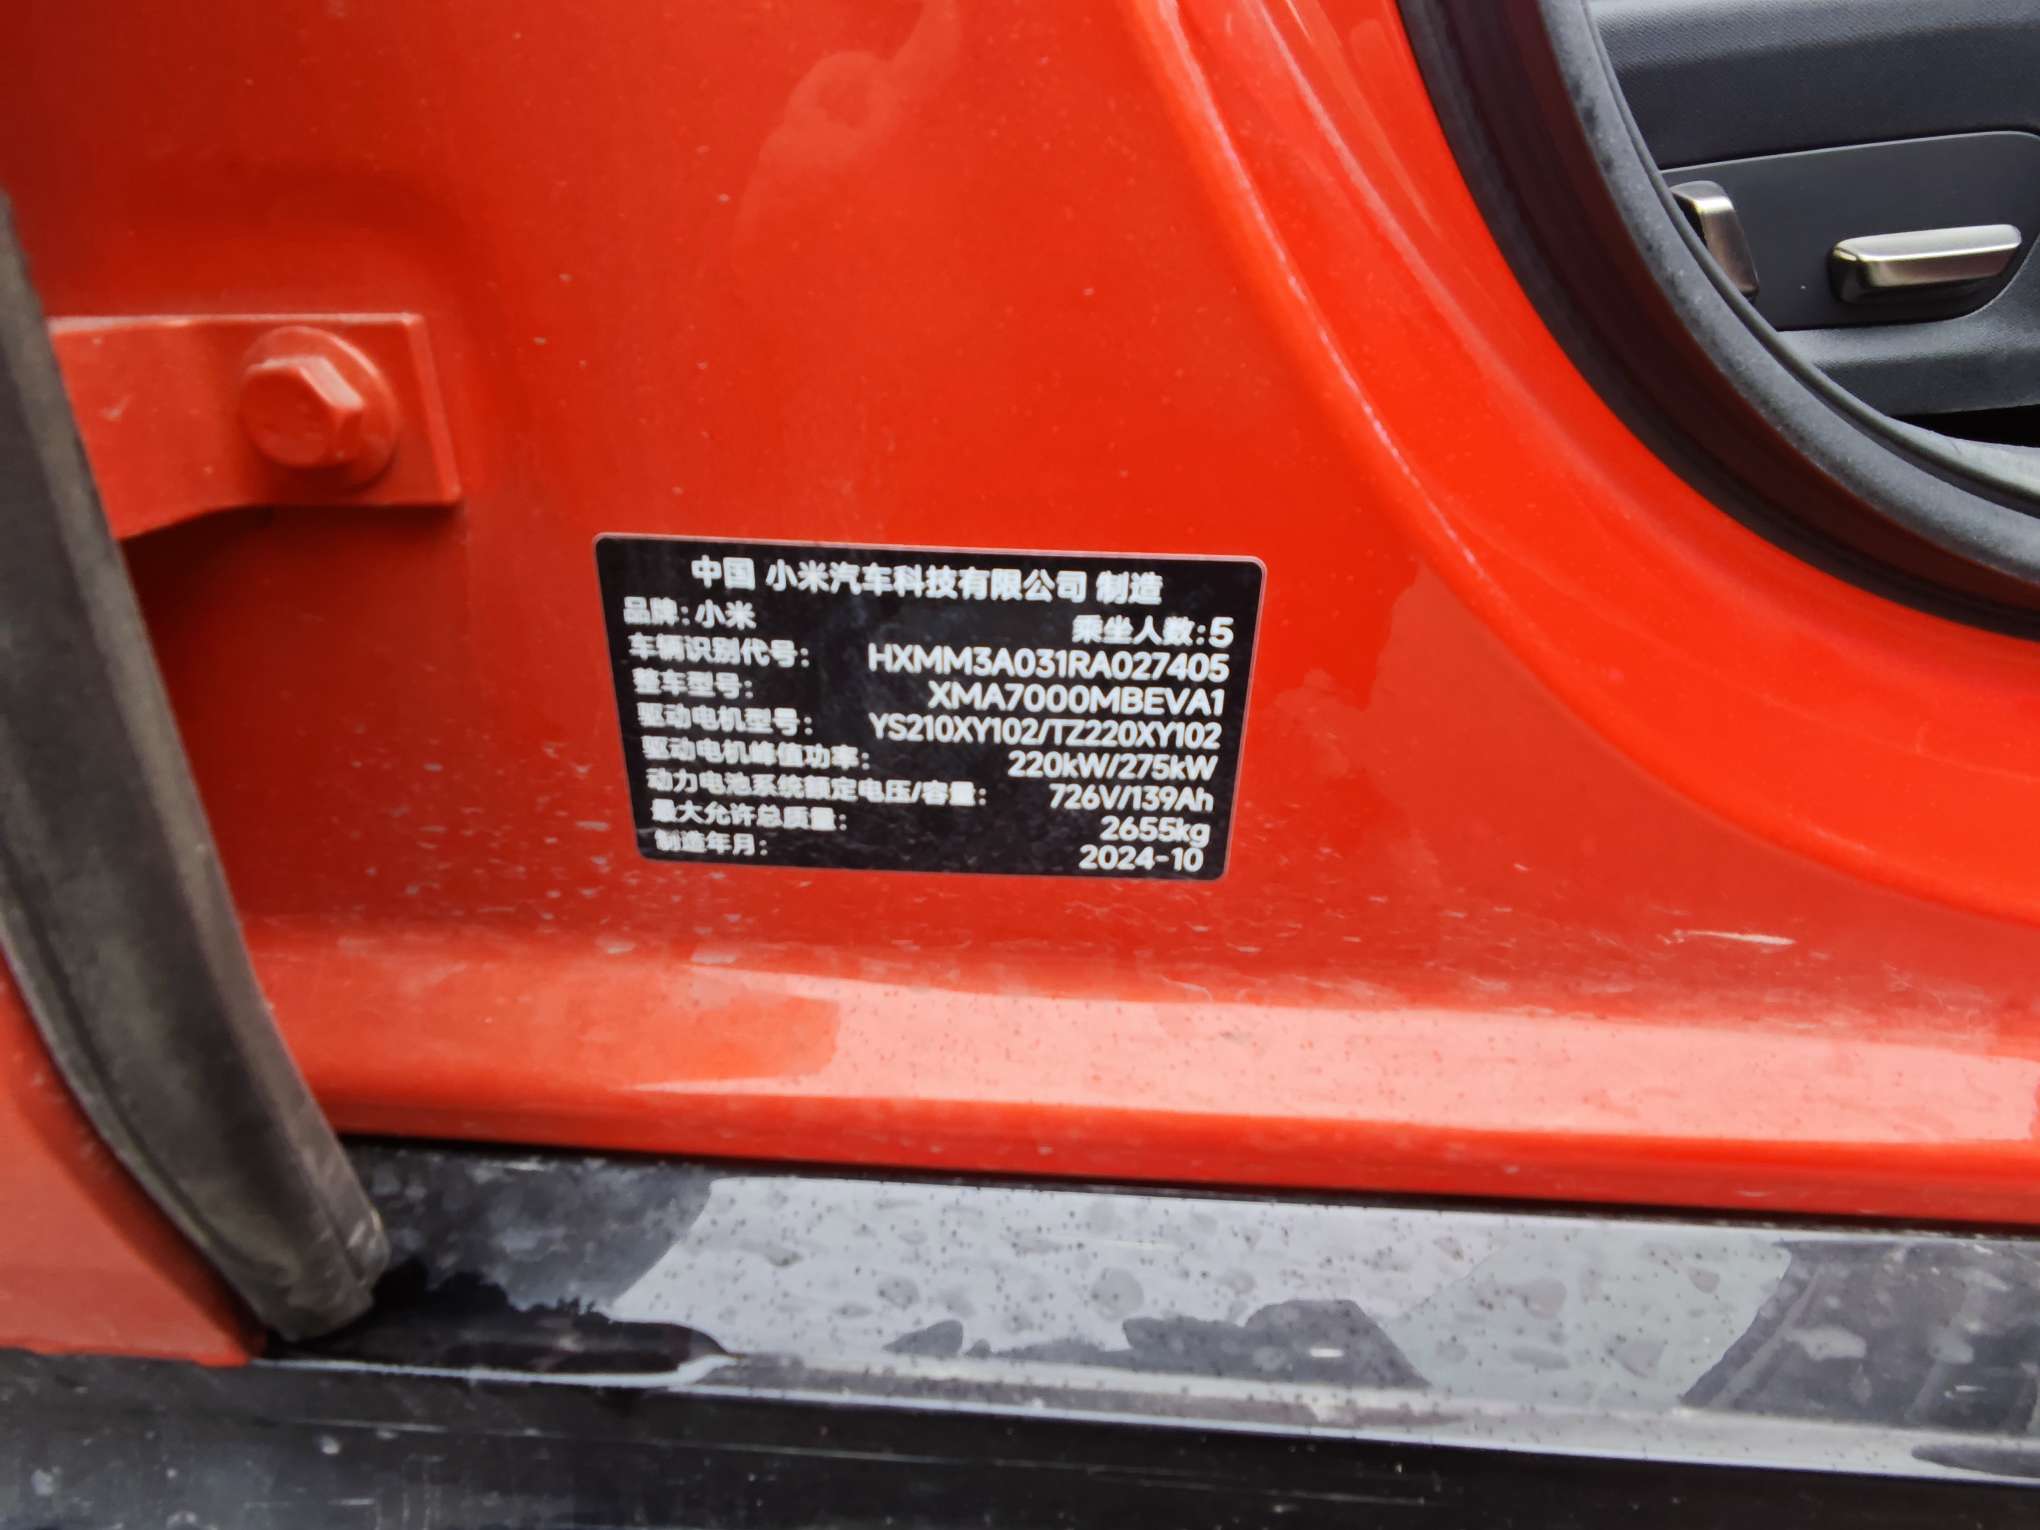 中国 小米汽车科技有限公司 制造
品牌: 小米 乘坐人数: 5
车辆识别代号: HXMM3A031RA027405
整车型号: XMA7000MBEVA1
驱动电机型号: YS210XY102/TZ220XY102
驱动电机峰值功率: 220kW/275kW
动力电池系统额定电压/容量: 726V/139Ah
最大允许总质量: 2655kg
制造年月: 2024-10